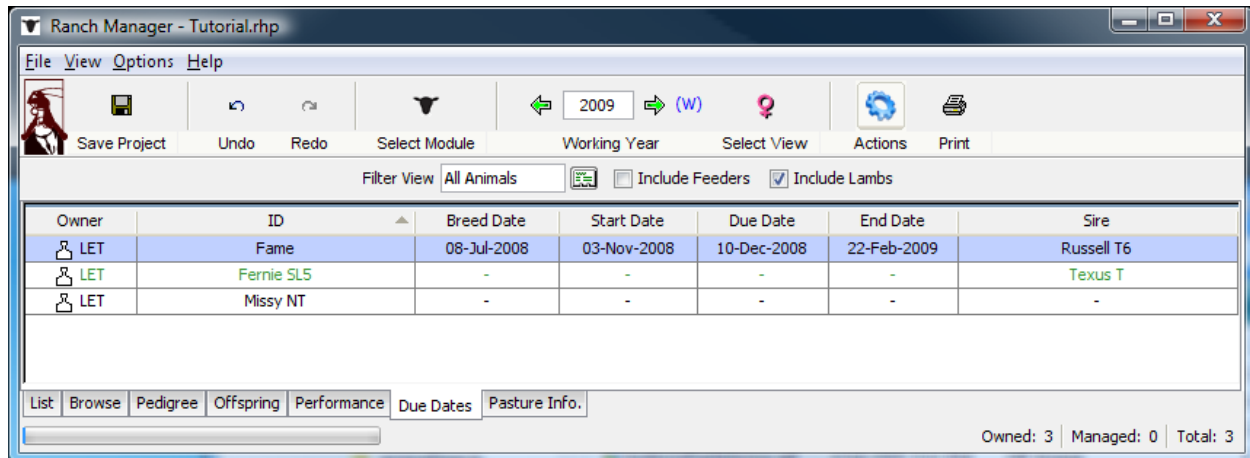 Ranch Manager - Tutorial.rhp
File View Options Help
2009 (W)
Save Project Undo Redo Select Module Working Year Select View Actions Print
Filter View All Animals Include Feeders Include Lambs
Owner ID Breed Date Start Date Due Date End Date Sire
LET Fame 08-Jul-2008 03-Nov-2008 10-Dec-2008 22-Feb-2009 Russell T6
LET Fernie SL5 - - - - Texus T
LET Missy NT - - - - -
List Browse Pedigree Offspring Performance Due Dates Pasture Info.
Owned: 3 Managed: 0 Total: 3